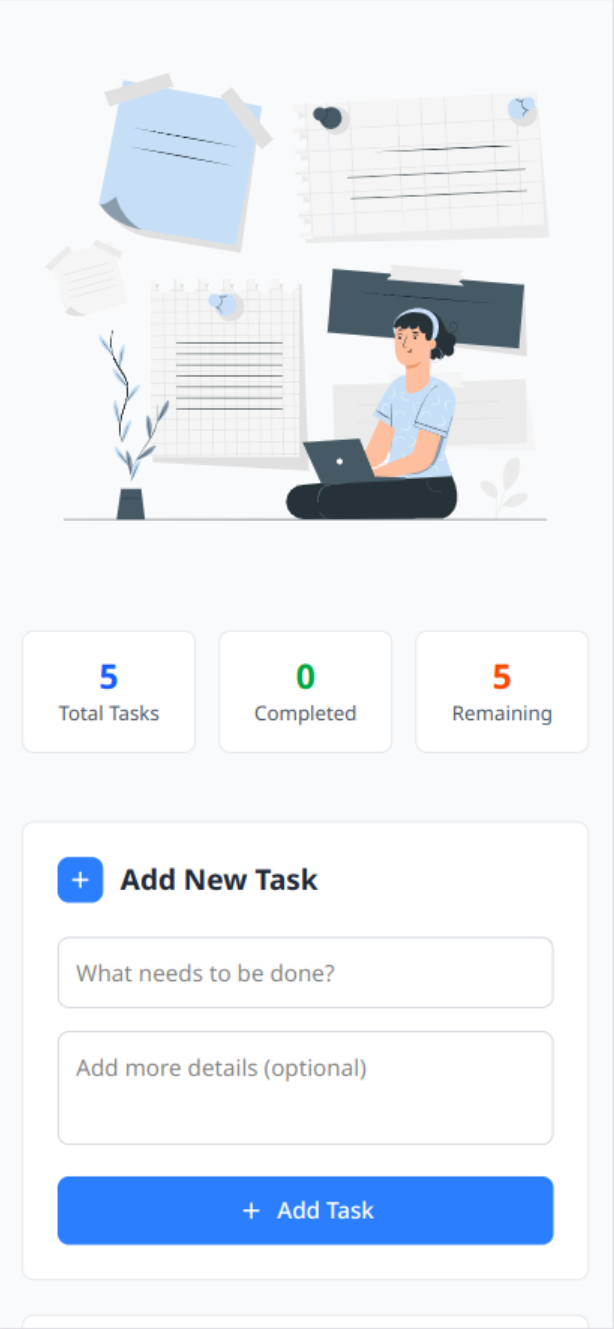 5
Total Tasks
0
Completed
5
Remaining
+ Add New Task
What needs to be done?
Add more details (optional)
+ Add Task